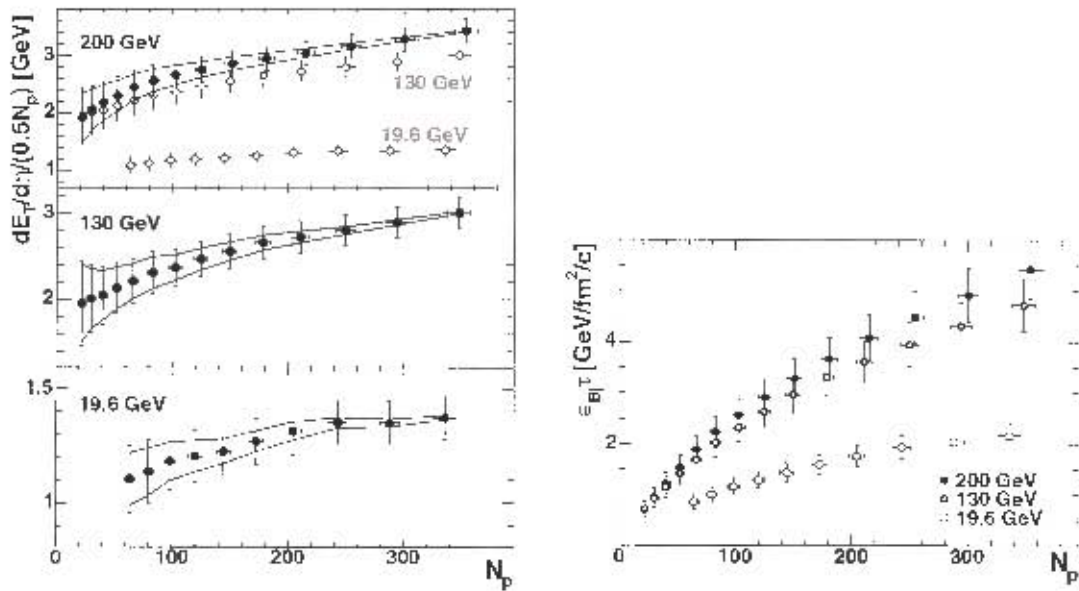 dE_T/dη/(0.5N_p) [GeV]
200 GeV
3
130 GeV
2
19.6 GeV
1
130 GeV
3
2
19.6 GeV
1.5
1
0 100 200 300
N_p
ε_Bj τ [GeV/fm²/c]
4
2
200 GeV
130 GeV
19.6 GeV
0 100 200 300
N_p